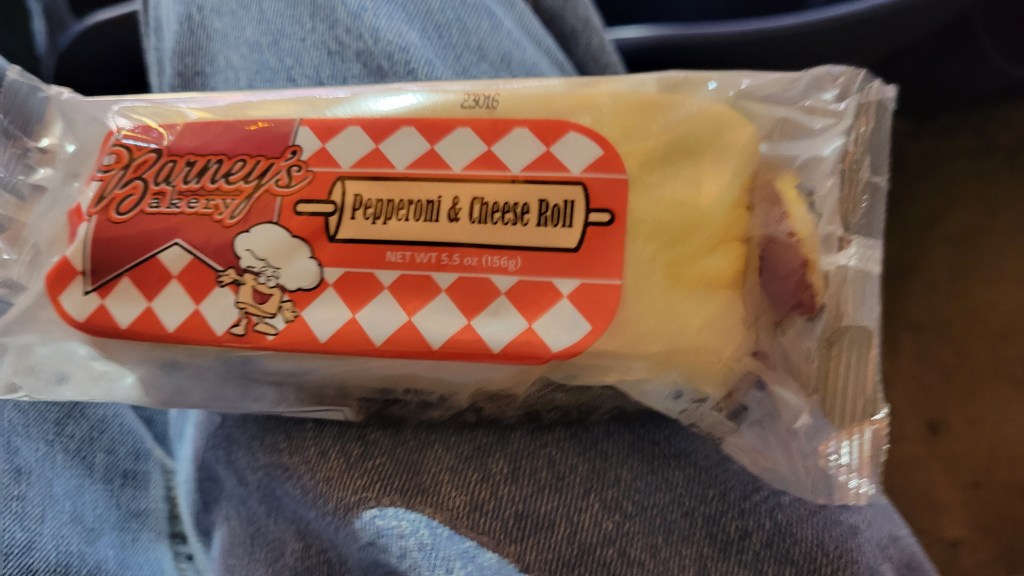 23016
Barney's
Bakery
Pepperoni & Cheese Roll
NET WT 5.5 oz (156g)